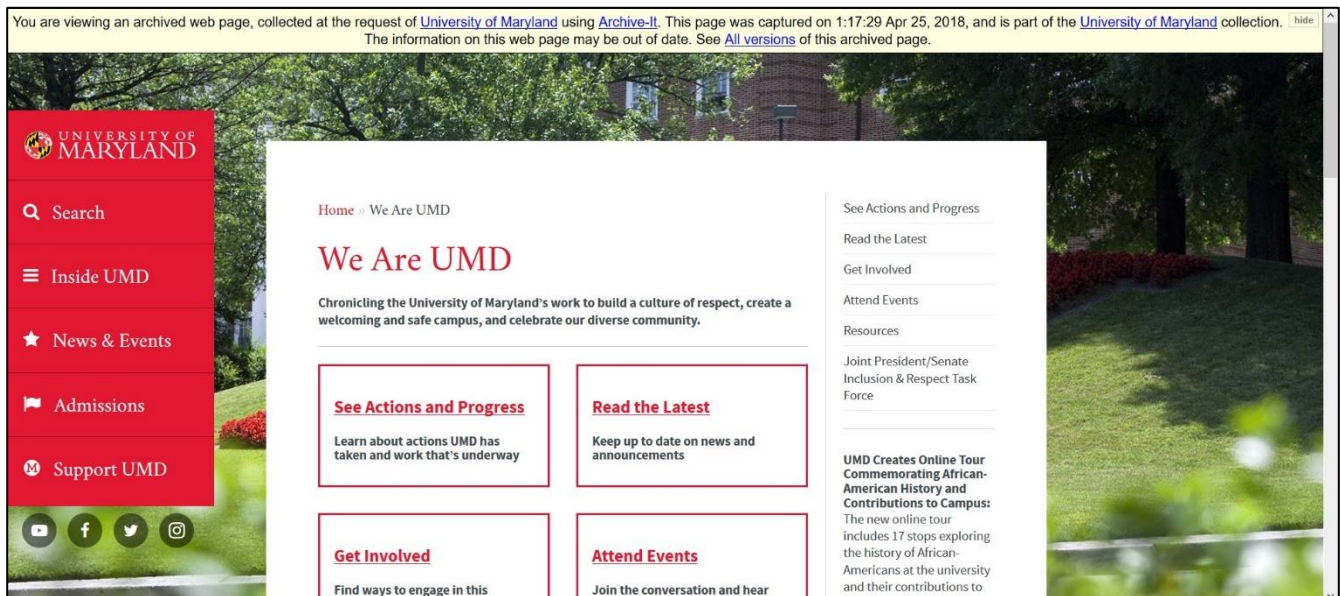 You are viewing an archived web page, collected at the request of University of Maryland using Archive-It. This page was captured on 1:17:29 Apr 25, 2018, and is part of the University of Maryland collection.
hide
The information on this web page may be out of date. See All versions of this archived page.
UNIVERSITY OF
MARYLAND
Search
Inside UMD
News & Events
Admissions
Support UMD
Home » We Are UMD
We Are UMD
Chronicling the University of Maryland's work to build a culture of respect, create a
welcoming and safe campus, and celebrate our diverse community.
See Actions and Progress
Learn about actions UMD has
taken and work that's underway
Read the Latest
Keep up to date on news and
announcements
Get Involved
Find ways to engage in this
Attend Events
Join the conversation and hear
See Actions and Progress
Read the Latest
Get Involved
Attend Events
Resources
Joint President/Senate
Inclusion & Respect Task
Force
UMD Creates Online Tour
Commemorating African-
American History and
Contributions to Campus:
The new online tour
includes 17 stops exploring
the history of African-
Americans at the university
and their contributions to